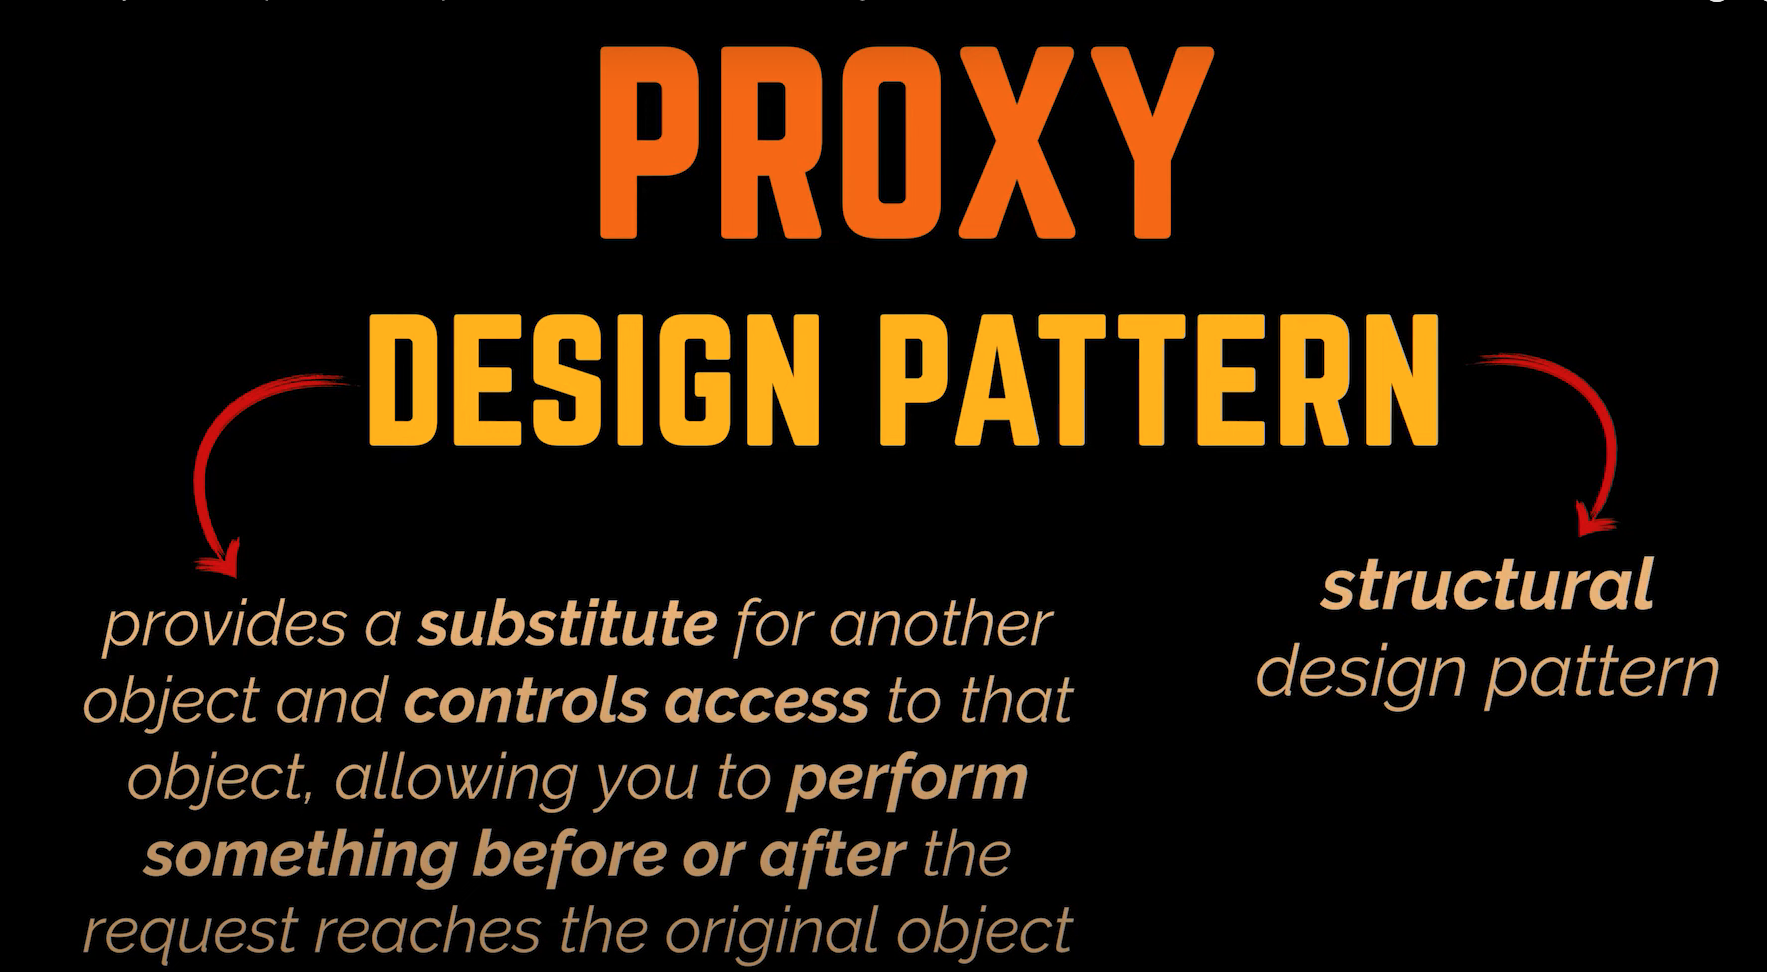 PROXY
DESIGN PATTERN
provides a substitute for another
object and controls access to that
object, allowing you to perform
something before or after the
request reaches the original object
structural
design pattern